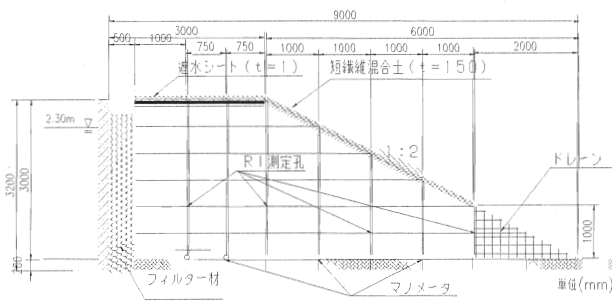 9000
3000
6000
500
1000
750
750
1000
1000
1000
1000
2000
遮水シート(t=1)
短繊維混合土(t=150)
2.30m
1:2
RI測定孔
ドレーン
3200
3000
1000
フィルター材
マノメータ
単位(mm)